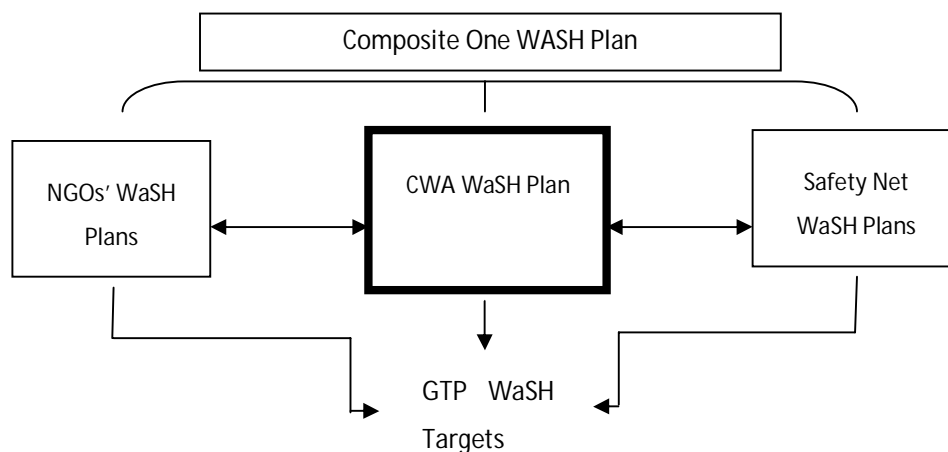 Composite One WASH Plan
NGOs’ WaSH
Plans
CWA WaSH Plan
Safety Net
WaSH Plans
GTP WaSH
Targets